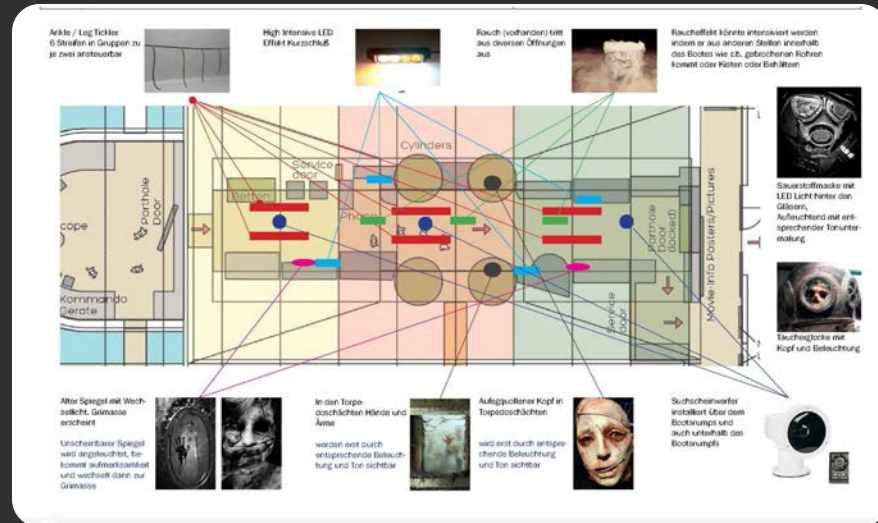 Ankle / Leg Tickler
6 Streifen in Gruppen zu
je zwei ansteuerbar
High Intensive LED
Effekt Kurzschluß
Rauch (vorhanden) tritt
aus diversen Öffnungen
aus
Raucheffekt könnte intensiviert werden
indem er aus anderen Stellen innerhalb
des Bootes wie z.b. gebrochenen Rohren
kommt oder Kisten oder Behältern
Sauerstoffmaske mit
LED Licht hinter den
Gläsern,
Aufleuchtend mit ent-
sprechender Tonunter-
malung
Taucherglocke mit
Kopf und Beleuchtung
Cylinders
Service
door
Betten
Phone
Porthole
Door
cope
Kommando
Geräte
Porthole
Door
(locked)
Service
door
Movie-Info Posters/Pictures
Alter Spiegel mit Wech-
sellicht. Grimasse
erscheint
Unscheinbarer Spiegel
wird angeleuchtet, be-
kommt aufmerksamkeit
und wechselt dann zur
Grimasse
In den Torpe-
doschächten Hände und
Arme
werden erst durch
entsprechende Beleuch-
tung und Ton sichtbar
Aufegquollener Kopf in
Torpedoschächten
wird erst durch entspre-
chende Beleuchtung
und Ton sichtbar
Suchscheinwerfer
installiert über dem
Bootsrumps und
auch unterhalb des
Bootsrumpfs